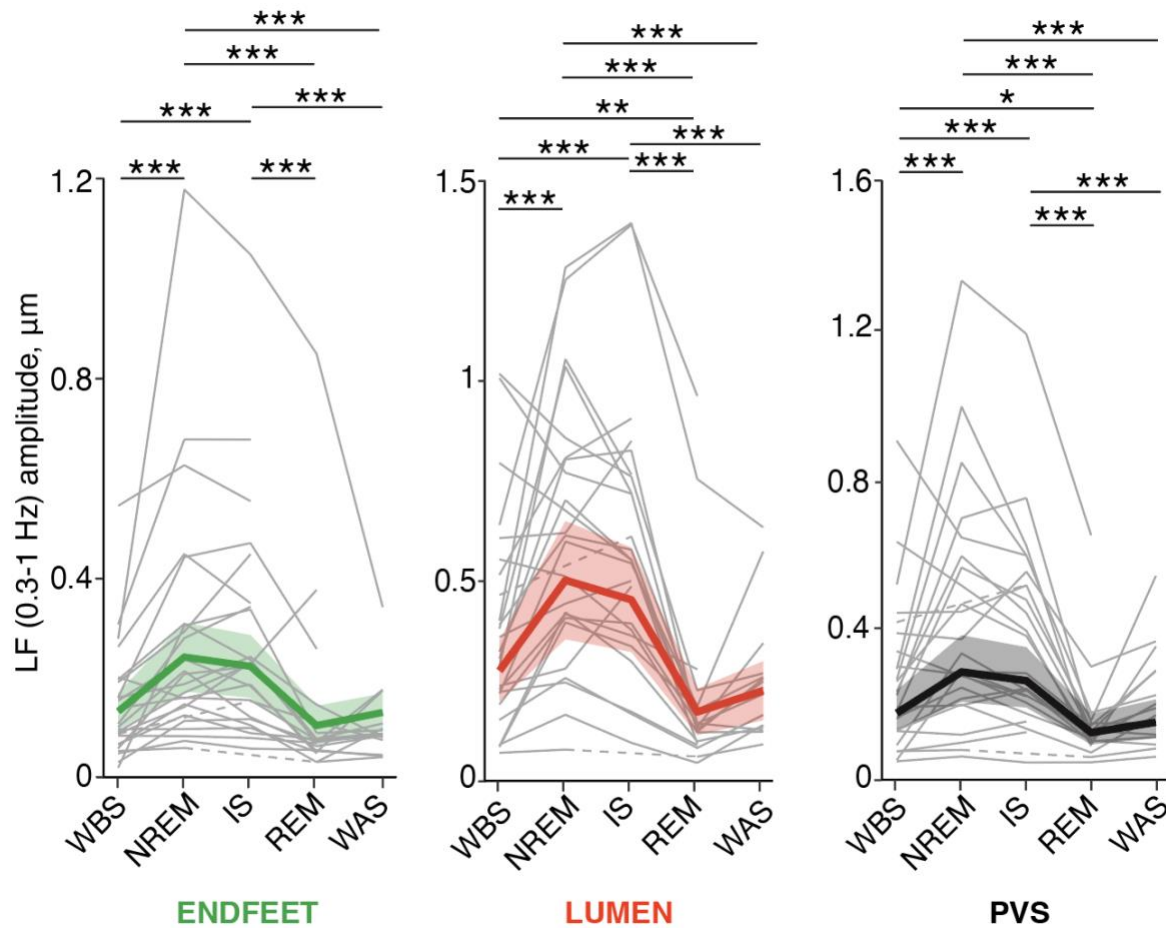 ***
***
***
***
***
***
***
***
**
***
***
***
***
***
***
*
***
***
***
***
LF (0.3-1 Hz) amplitude, µm
1.2
0.8
0.4
0
WBS
NREM
IS
REM
WAS
ENDFEET
1.5
1
0.5
0
WBS
NREM
IS
REM
WAS
LUMEN
1.6
1.2
0.8
0.4
0
WBS
NREM
IS
REM
WAS
PVS